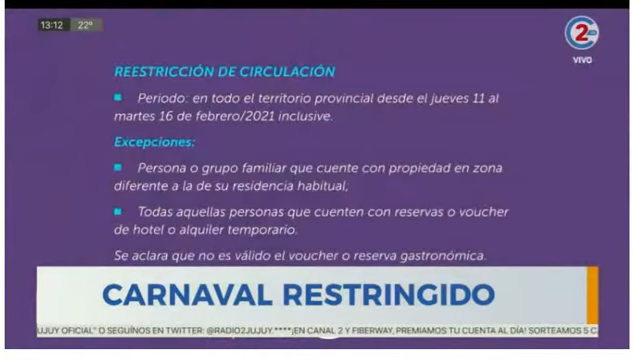 13:12 22º
2
VIVO
REESTRICCIÓN DE CIRCULACIÓN
Periodo: en todo el territorio provincial desde el jueves 11 al
martes 16 de febrero/2021 inclusive.
Excepciones:
Persona o grupo familiar que cuente con propiedad en zona
diferente a la de su residencia habitual,
Todas aquellas personas que cuenten con reservas o voucher
de hotel o alquiler temporario.
Se aclara que no es válido el voucher o reserva gastronómica.
CARNAVAL RESTRINGIDO
UJUY OFICIAL" O SEGUÍNOS EN TWITTER: @RADIO2JUJUY.****¡EN CANAL 2 Y FIBERWAY, PREMIAMOS TU CUENTA AL DÍA! SORTEAMOS 5